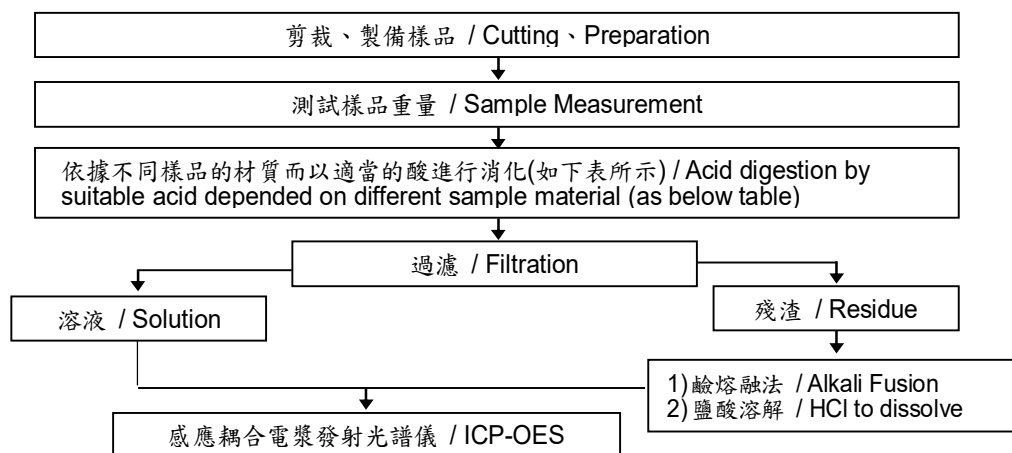 剪裁、製備樣品 / Cutting、Preparation
測試樣品重量 / Sample Measurement
依據不同樣品的材質而以適當的酸進行消化(如下表所示) / Acid digestion by
suitable acid depended on different sample material (as below table)
過濾 / Filtration
溶液 / Solution
殘渣 / Residue
1)鹼熔融法 / Alkali Fusion
2)鹽酸溶解 / HCl to dissolve
感應耦合電漿發射光譜儀 / ICP-OES